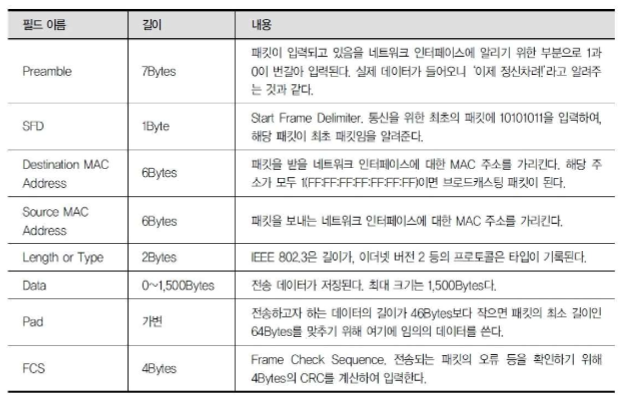 필드 이름 길이 내용
Preamble 7Bytes 패킷이 입력되고 있음을 네트워크 인터페이스에 알리기 위한 부분으로 1과
0이 번갈아 입력된다. 실제 데이터가 들어오니 '이제 정신차려!'라고 알려주
는 것과 같다.
SFD 1Byte Start Frame Delimiter. 통신을 위한 최초의 패킷에 10101011을 입력하여,
해당 패킷이 최초 패킷임을 알려준다.
Destination MAC
Address 6Bytes 패킷을 받을 네트워크 인터페이스에 대한 MAC 주소를 가리킨다. 해당 주
소가 모두 1(FF:FF:FF:FF:FF:FF:FF)이면 브로드캐스팅 패킷이 된다.
Source MAC
Address 6Bytes 패킷을 보내는 네트워크 인터페이스에 대한 MAC 주소를 가리킨다.
Length or Type 2Bytes IEEE 802.3은 길이가, 이더넷 버전 2 등의 프로토콜은 타입이 기록된다.
Data 0~1,500Bytes 전송 데이터가 저장된다. 최대 크기는 1,500Bytes다.
Pad 가변 전송하고자 하는 데이터의 길이가 46Bytes보다 작으면 패킷의 최소 길이인
64Bytes를 맞추기 위해 여기에 임의의 데이터를 쓴다.
FCS 4Bytes Frame Check Sequence. 전송되는 패킷의 오류 등을 확인하기 위해
4Bytes의 CRC를 계산하여 입력한다.